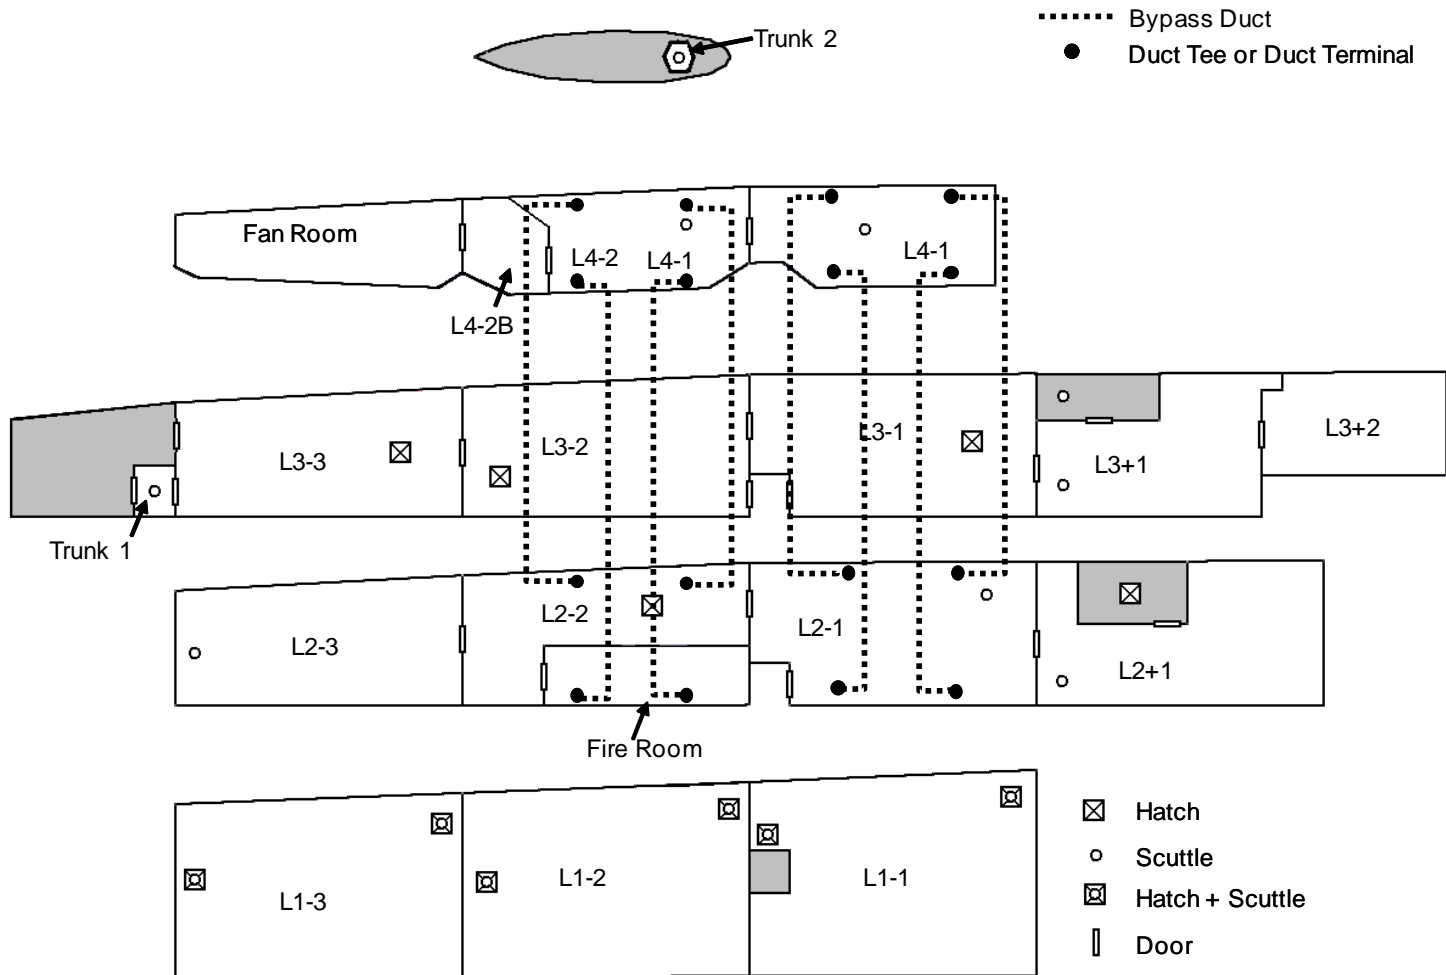 Bypass Duct
Trunk 2
Duct Tee or Duct Terminal
Fan Room
L4-2
L4-1
L4-1
L4-2B
L3-3
L3-2
L3-1
L3+1
L3+2
Trunk 1
L2-3
L2-2
L2-1
L2+1
Fire Room
L1-3
L1-2
L1-1
Hatch
Scuttle
Hatch + Scuttle
Door